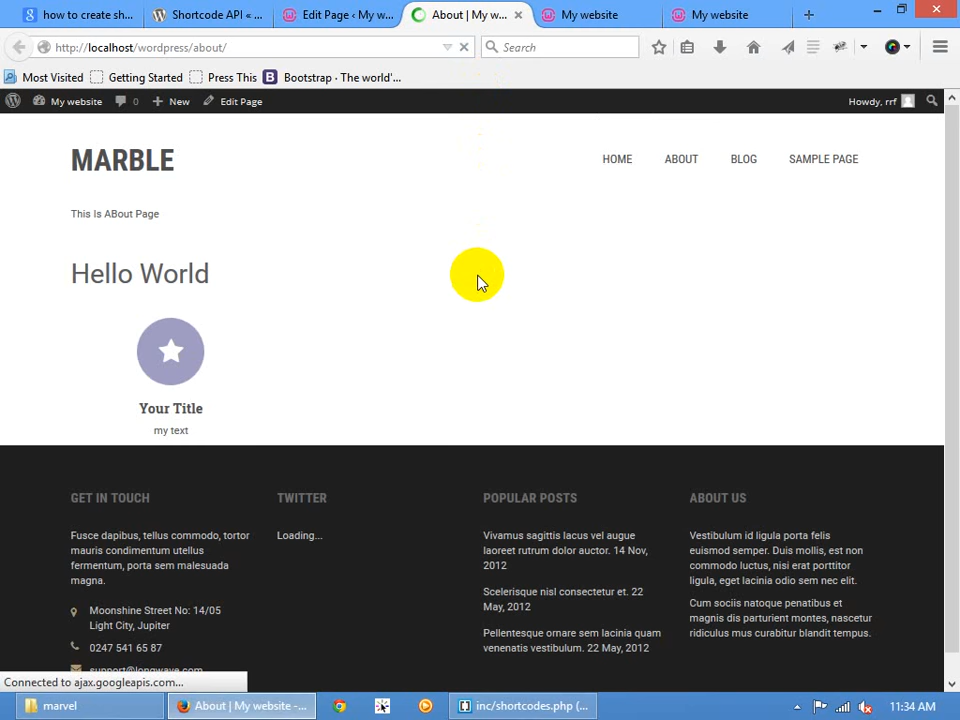 how to create sh...
Shortcode API « ...
Edit Page ‹ My w...
About | My w...
My website
My website
http://localhost/wordpress/about/
Search
Most Visited
Getting Started
Press This
Bootstrap · The world'...
My website
0
New
Edit Page
Howdy, rrf
MARBLE
HOME
ABOUT
BLOG
SAMPLE PAGE
This Is ABout Page
Hello World
Your Title
my text
GET IN TOUCH
Fusce dapibus, tellus commodo, tortor
mauris condimentum utellus
fermentum, porta sem malesuada
magna.
Moonshine Street No: 14/05
Light City, Jupiter
0247 541 65 87
support@longwave.com
TWITTER
Loading...
POPULAR POSTS
Vivamus sagittis lacus vel augue
laoreet rutrum dolor auctor. 14 Nov,
2012
Scelerisque nisl consectetur et. 22
May, 2012
Pellentesque ornare sem lacinia quam
venenatis vestibulum. 22 May, 2012
ABOUT US
Vestibulum id ligula porta felis
euismod semper. Duis mollis, est non
commodo luctus, nisi erat porttitor
ligula, eget lacinia odio sem nec elit.
Cum sociis natoque penatibus et
magnis dis parturient montes, nascetur
ridiculus mus curabitur blandit tempus.
Connected to ajax.googleapis.com...
marvel
About | My website -...
inc/shortcodes.php (...
11:34 AM